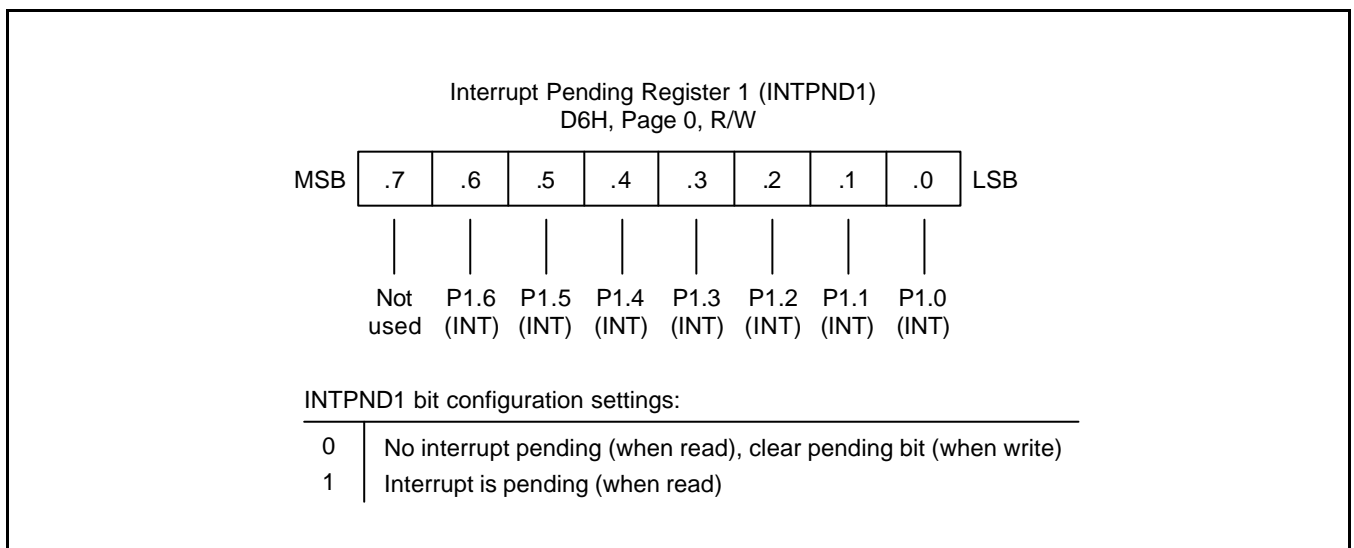 Interrupt Pending Register 1 (INTPND1)
D6H, Page 0, R/W
MSB .7 .6 .5 .4 .3 .2 .1 .0 LSB
Not P1.6 P1.5 P1.4 P1.3 P1.2 P1.1 P1.0
used (INT) (INT) (INT) (INT) (INT) (INT) (INT)
INTPND1 bit configuration settings:
0 No interrupt pending (when read), clear pending bit (when write)
1 Interrupt is pending (when read)